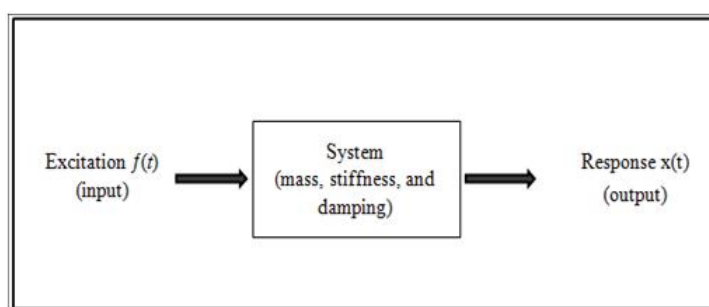 Excitation f(t)
(input)
System
(mass, stiffness, and
damping)
Response x(t)
(output)